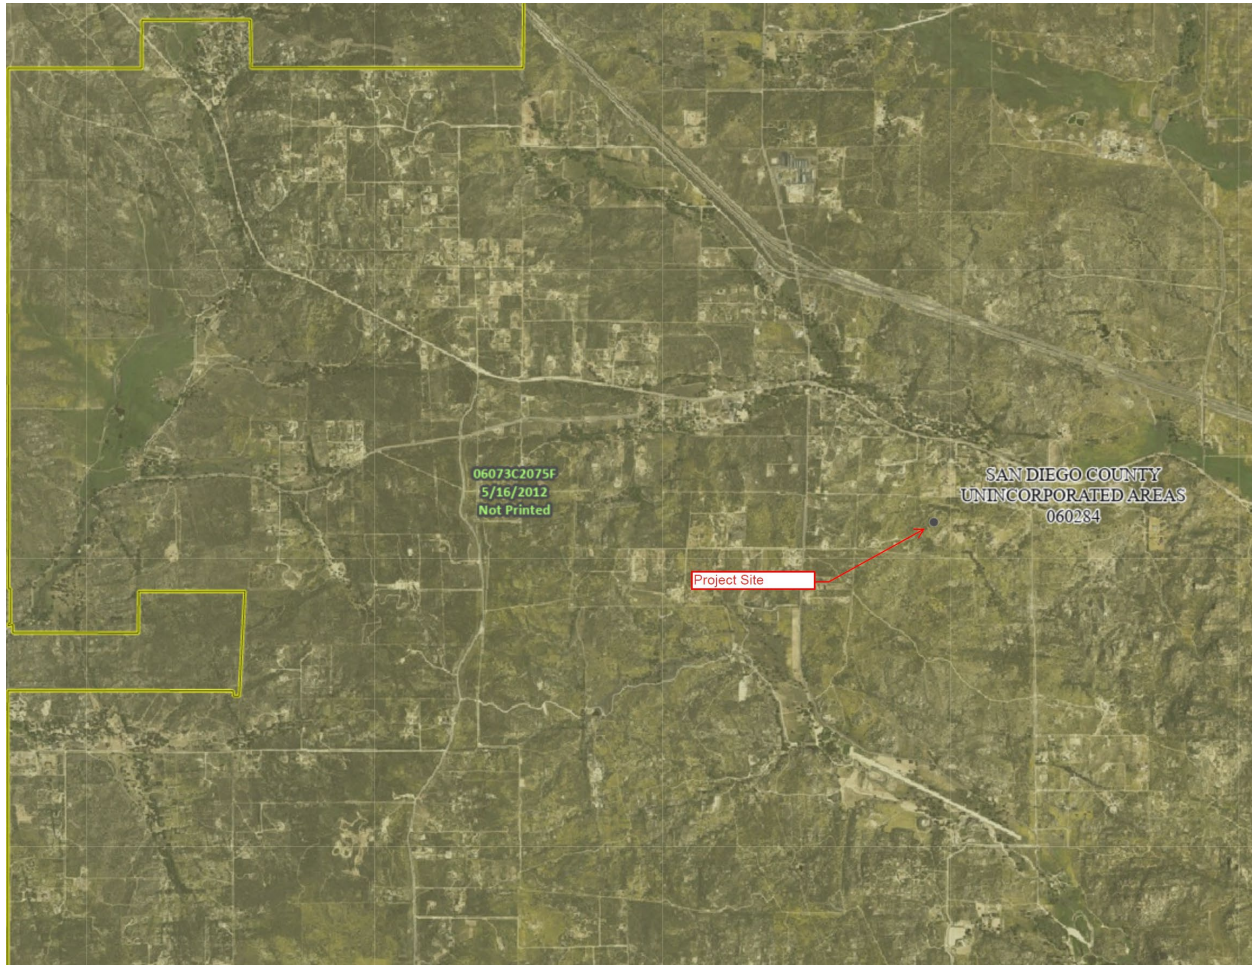 06073C2075F
5/16/2012
Not Printed
SAN DIEGO COUNTY
UNINCORPORATED AREAS
060284
Project Site